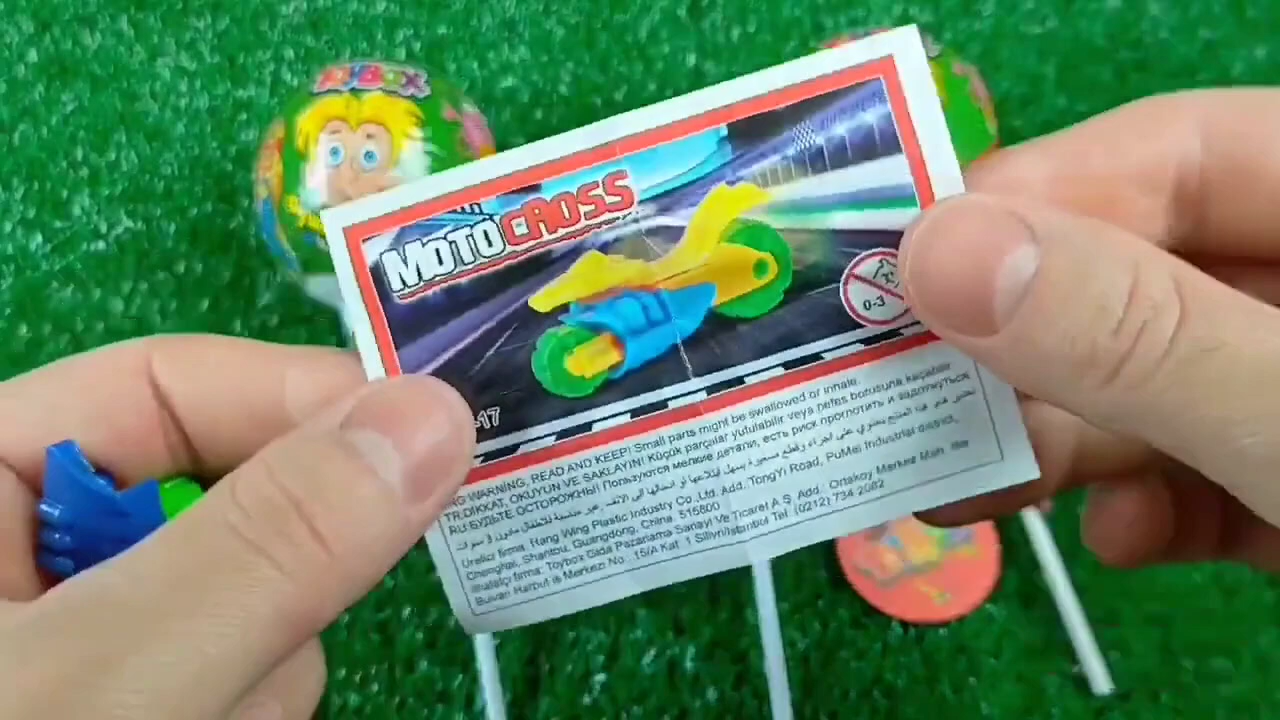 TOYBOX
MOTOCROSS
0-3
-17
NG WARNING, READ AND KEEP! Small parts might be swallowed or inhale.
TR.DIKKAT, OKUYUN VE SAKLAYIN! Küçük parçalar yutulabilir veya nefes borusuna kaçabilir
RU БУДЬТЕ ОСТОРОЖНЫ! Пользуются мелкие детали, есть риск проглотить и задохнуться
Üretici firma: Hang Wing Plastic Industry Co.,Ltd. Add. TongYi Road, PuMei Industrial district,
Chenghai, Shantou, Guangdong, China. 515800
İthalatçı firma: Toybox Gıda Pazarlama Sanayi Ve Ticaret A.Ş. Add.: Ortaköy Merkez Mah.
Bulvarı Harbut İş Merkezi No : 15/A Kat: 1 Silivri/İstanbul Tel: (0212) 734 2082